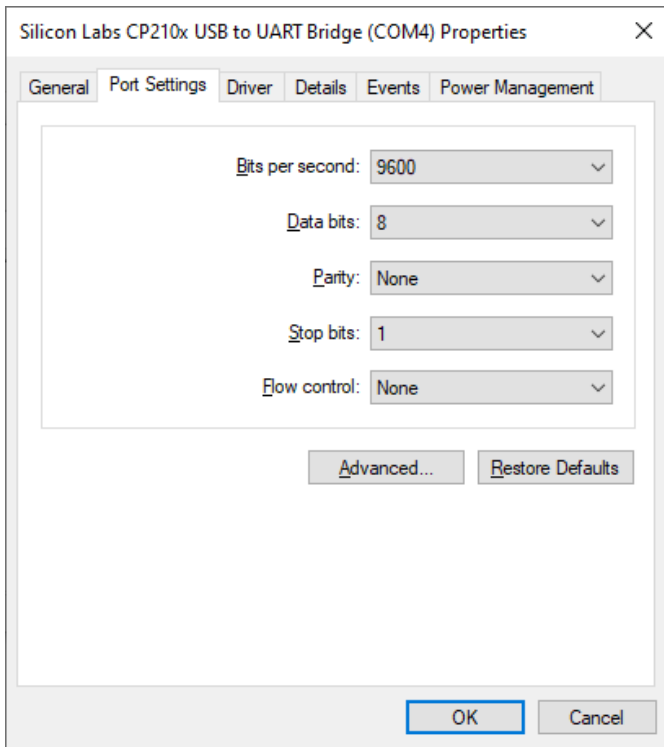 Silicon Labs CP210x USB to UART Bridge (COM4) Properties
General Port Settings Driver Details Events Power Management
Bits per second: 9600
Data bits: 8
Parity: None
Stop bits: 1
Flow control: None
Advanced... Restore Defaults
OK Cancel